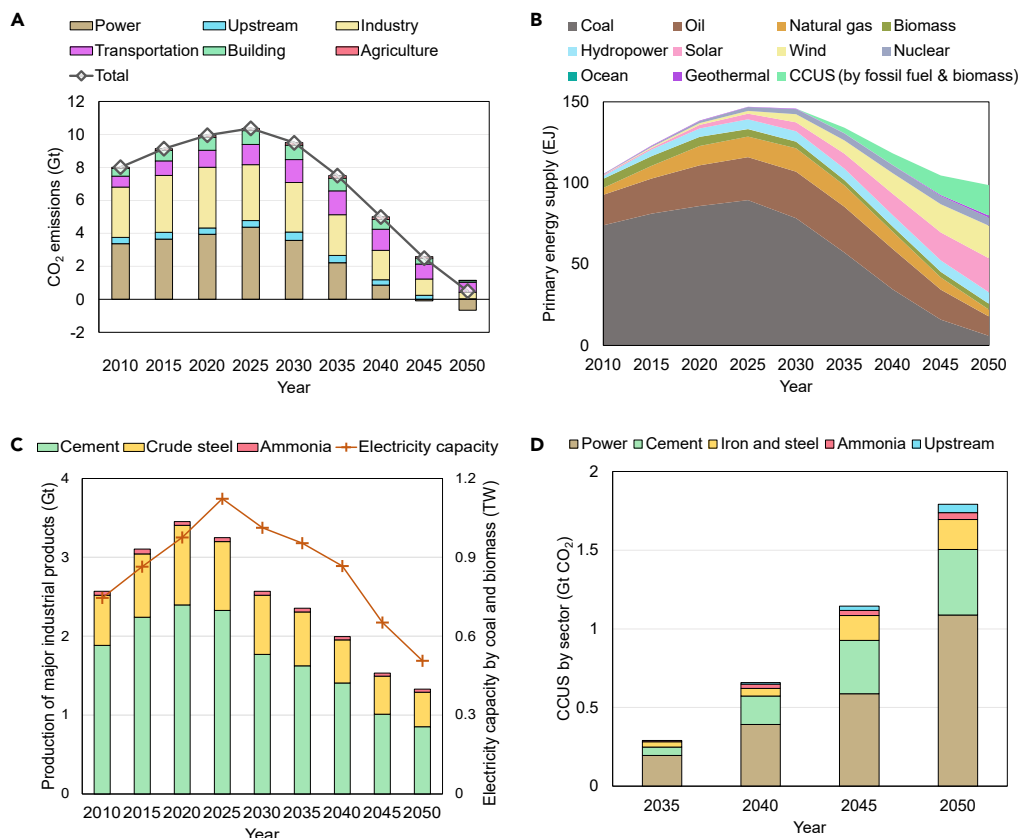 A
Power Upstream Industry
Transportation Building Agriculture
Total
CO2 emissions (Gt)
12
10
8
6
4
2
0
-2
2010 2015 2020 2025 2030 2035 2040 2045 2050
Year
B
Coal Oil Natural gas Biomass
Hydropower Solar Wind Nuclear
Ocean Geothermal CCUS (by fossil fuel & biomass)
Primary energy supply (EJ)
150
100
50
0
2010 2015 2020 2025 2030 2035 2040 2045 2050
Year
C
Cement Crude steel Ammonia Electricity capacity
Production of major industrial products (Gt)
4
3
2
1
0
1.2
0.9
0.6
0.3
0
Electricity capacity by coal and biomass (TW)
2010 2015 2020 2025 2030 2035 2040 2045 2050
Year
D
Power Cement Iron and steel Ammonia Upstream
CCUS by sector (Gt CO2)
2
1.5
1
0.5
0
2035 2040 2045 2050
Year